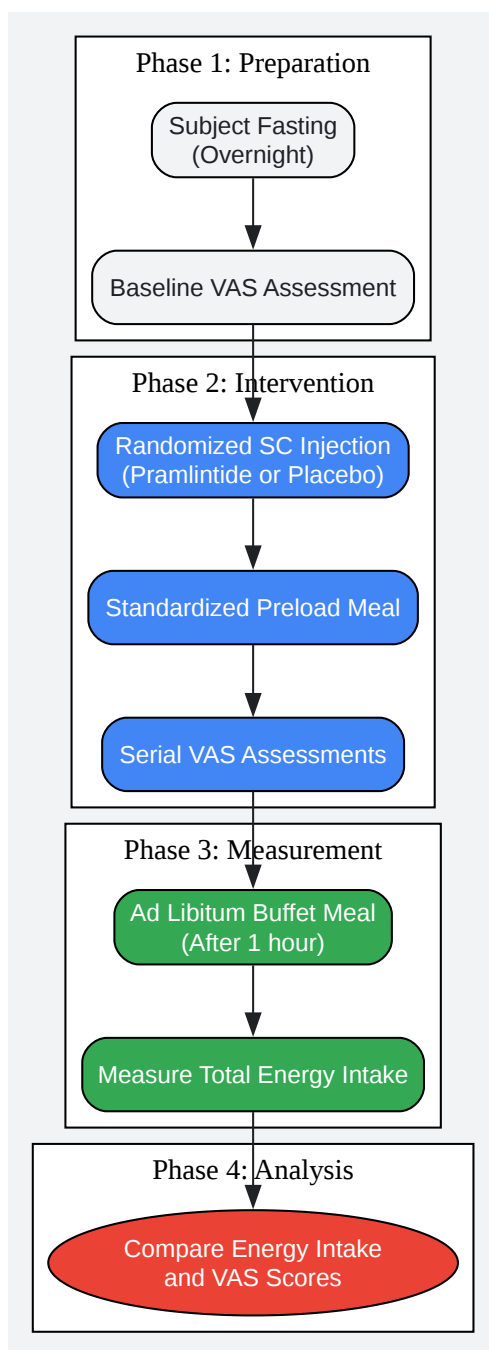 Phase 1: Preparation
Subject Fasting
(Overnight)
Baseline VAS Assessment
Phase 2: Intervention
Randomized SC Injection
(Pramlintide or Placebo)
Standardized Preload Meal
Serial VAS Assessments
Phase 3: Measurement
Ad Libitum Buffet Meal
(After 1 hour)
Measure Total Energy Intake
Phase 4: Analysis
Compare Energy Intake
and VAS Scores